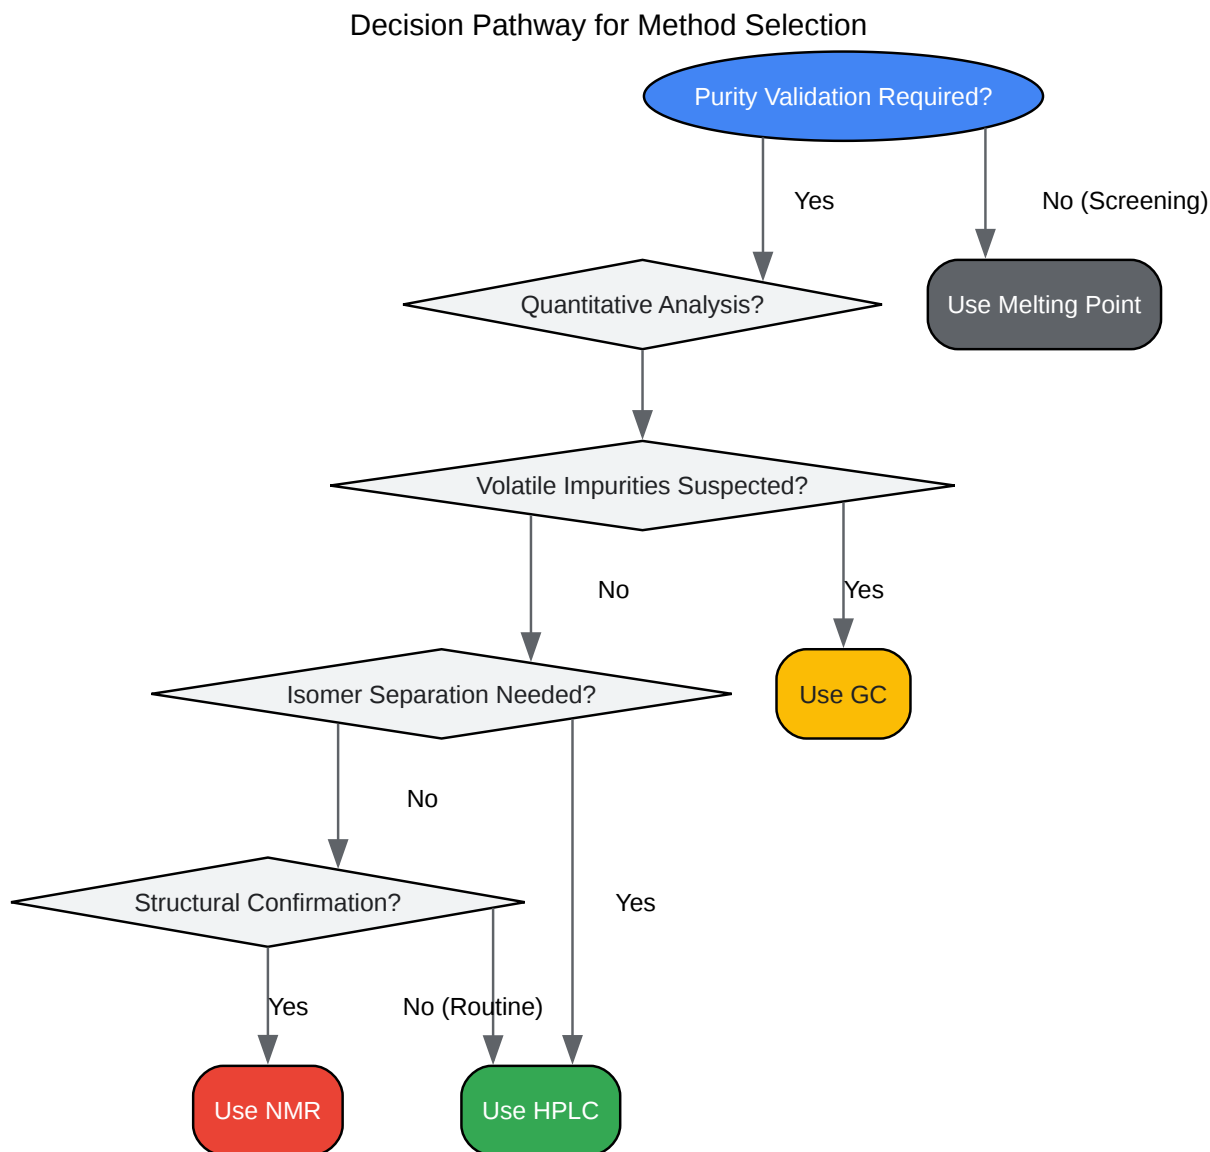 Decision Pathway for Method Selection
Purity Validation Required?
Yes
No (Screening)
Quantitative Analysis?
Use Melting Point
Volatile Impurities Suspected?
No
Yes
Isomer Separation Needed?
Use GC
No
Structural Confirmation?
Yes
Yes
No (Routine)
Use NMR
Use HPLC